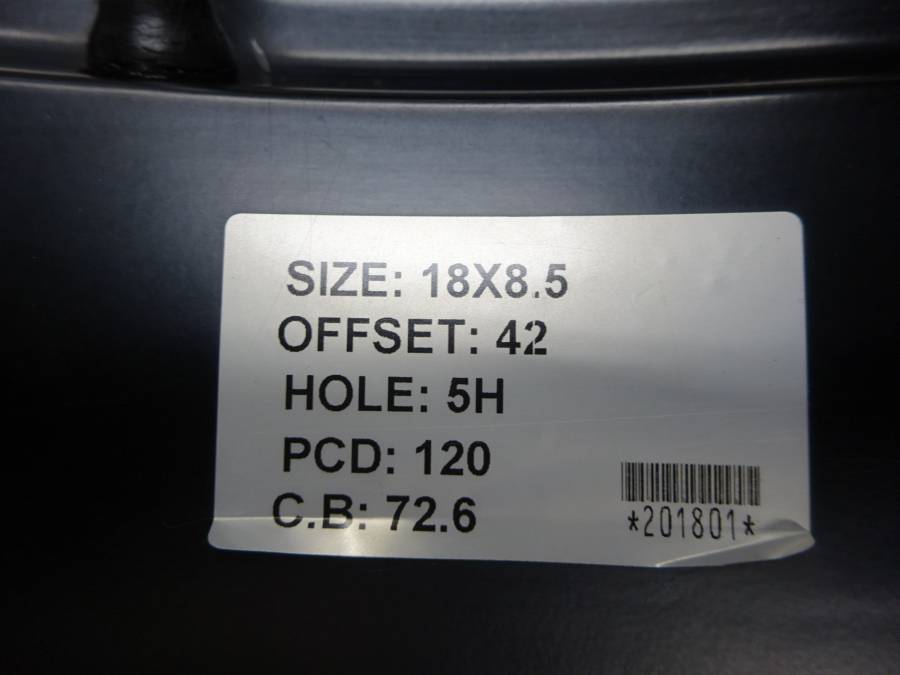 SIZE: 18X8.5
OFFSET: 42
HOLE: 5H
PCD: 120
C.B: 72.6
*201801*